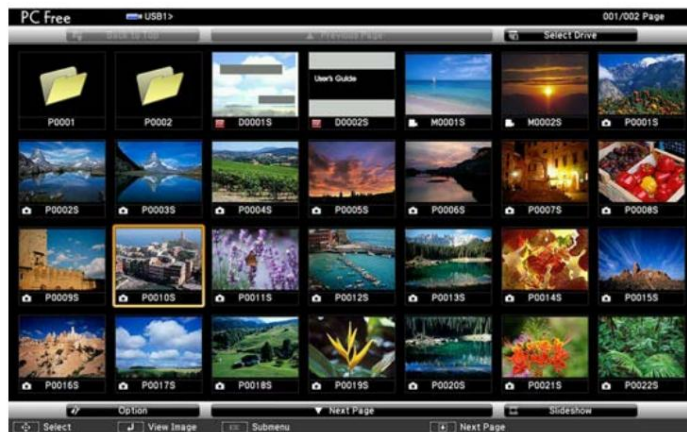 PC Free USB1> 001/002 Page
Back to Top ▲ Previous Page Select Drive
User's Guide
P0001 P0002 D0001S D0002S M0001S M0002S P0001S
P0002S P0003S P0004S P0005S P0006S P0007S P0008S
P0009S P0010S P0011S P0012S P0013S P0014S P0015S
P0016S P0017S P0018S P0019S P0020S P0021S P0022S
Option ▼ Next Page Slideshow
Select View Image Esc Submenu Next Page